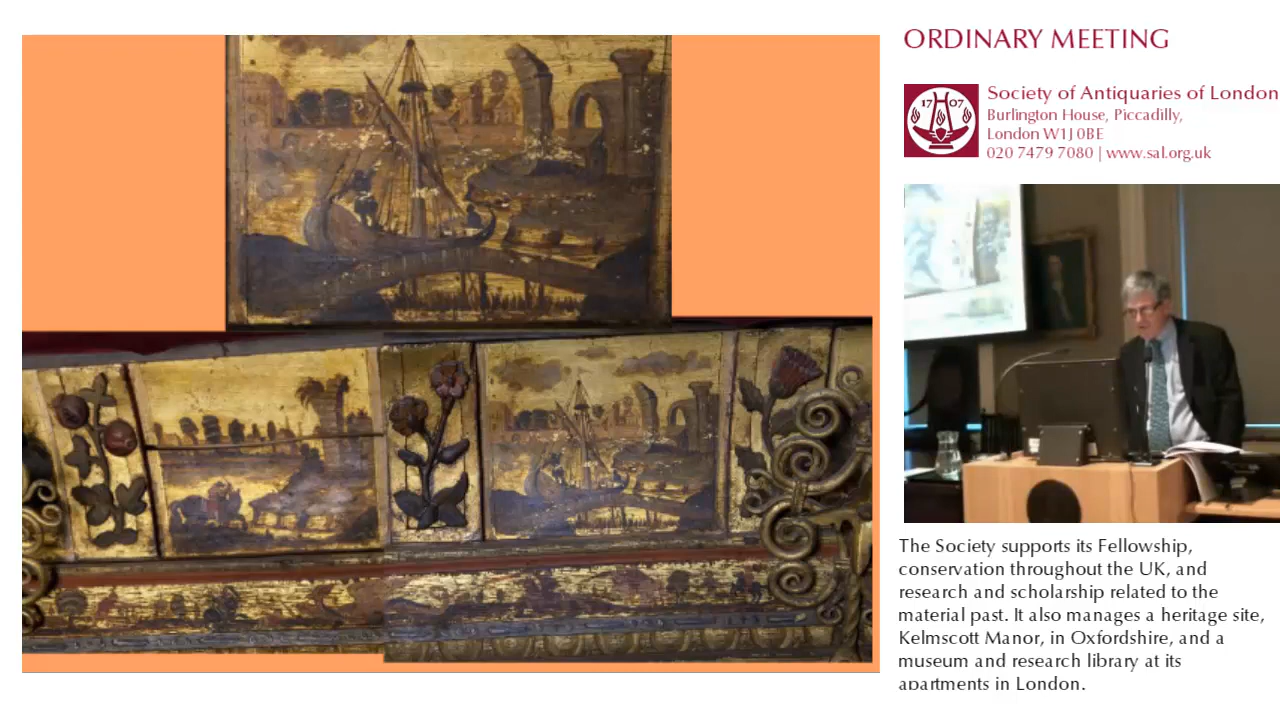 ORDINARY MEETING
17 07
Society of Antiquaries of London
Burlington House, Piccadilly,
London W1J 0BE
020 7479 7080 | www.sal.org.uk
The Society supports its Fellowship,
conservation throughout the UK, and
research and scholarship related to the
material past. It also manages a heritage site,
Kelmscott Manor, in Oxfordshire, and a
museum and research library at its
apartments in London.